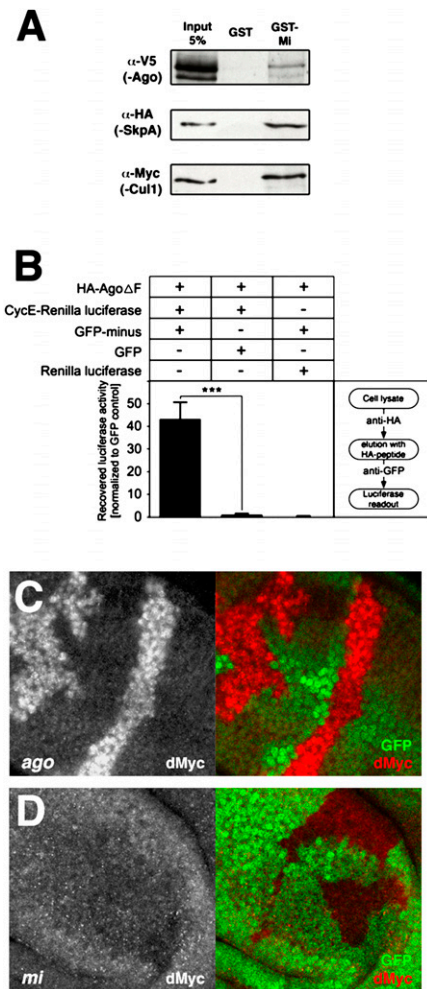 A
Input 5% GST GST-Mi
α-V5 (-Ago)
α-HA (-SkpA)
α-Myc (-Cul1)
B
HA-AgoΔF + + +
CycE-Renilla luciferase + + -
GFP-minus + - +
GFP - + -
Renilla luciferase - - +
Recovered luciferase activity [normalized to GFP control]
50
40
30
20
10
0
***
Cell lysate
anti-HA
elution with HA-peptide
anti-GFP
Luciferase readout
C
ago dMyc
GFP
dMyc
D
mi dMyc
GFP
dMyc